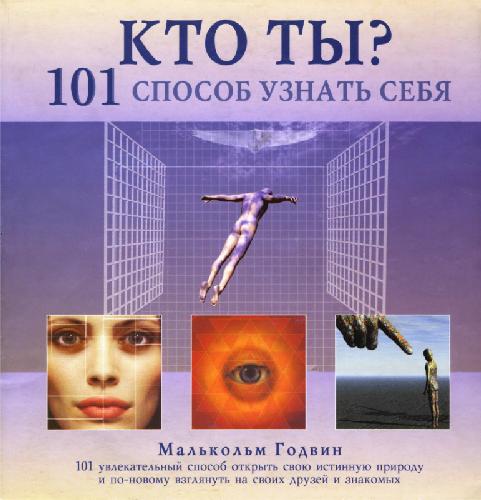 КТО ТЫ?
101 СПОСОБ УЗНАТЬ СЕБЯ
Малькольм Годвин
101 увлекательный способ открыть свою истинную природу
и по-новому взглянуть на своих друзей и знакомых